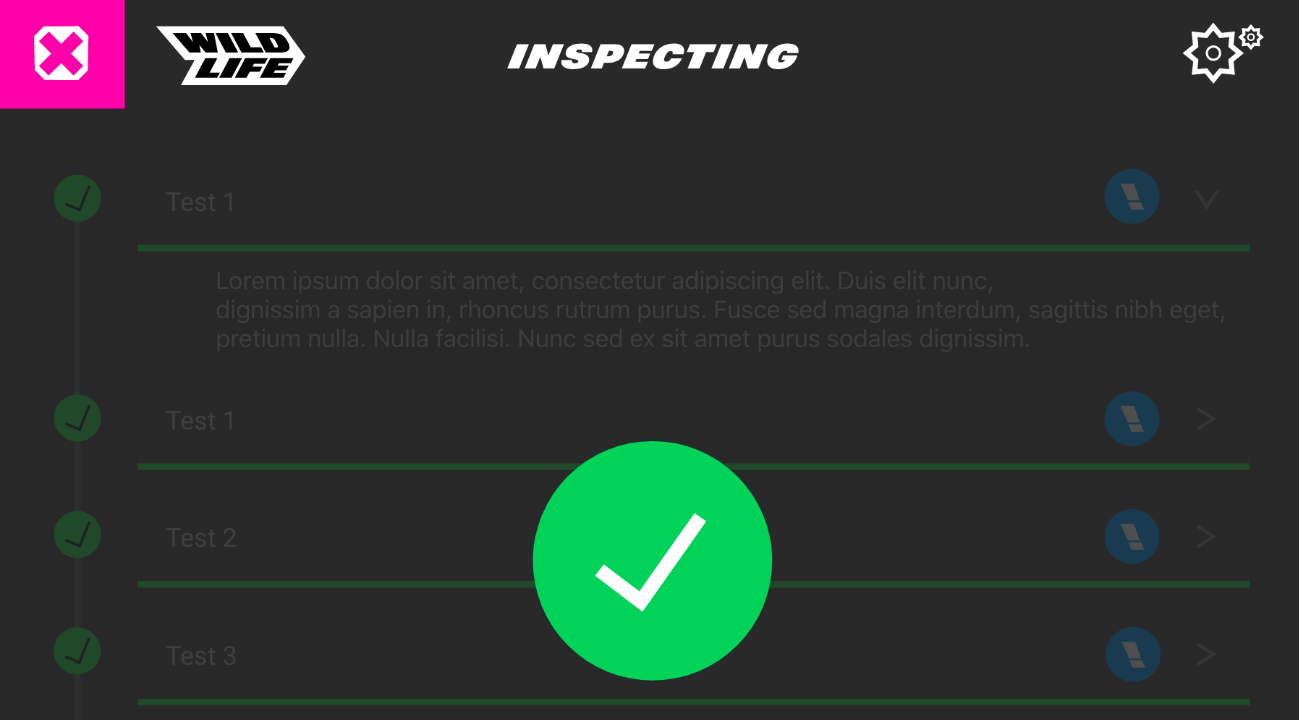 WILD
LIFE
INSPECTING
Test 1
Lorem ipsum dolor sit amet, consectetur adipiscing elit. Duis elit nunc,
dignissim a sapien in, rhoncus rutrum purus. Fusce sed magna interdum, sagittis nibh eget,
pretium nulla. Nulla facilisi. Nunc sed ex sit amet purus sodales dignissim.
Test 1
Test 2
Test 3